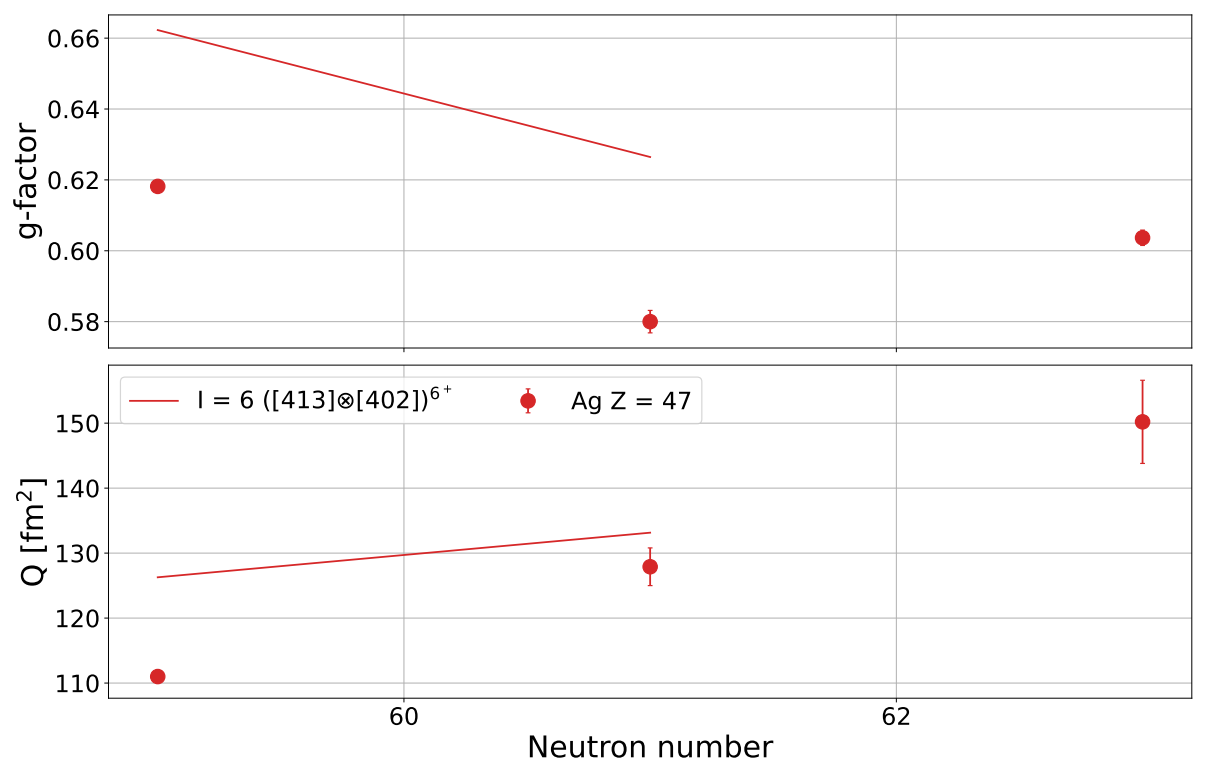 g-factor
0.66
0.64
0.62
0.60
0.58
I = 6 ([413]⊗[402])⁶⁺
Ag Z = 47
Q [fm²]
150
140
130
120
110
60
62
Neutron number